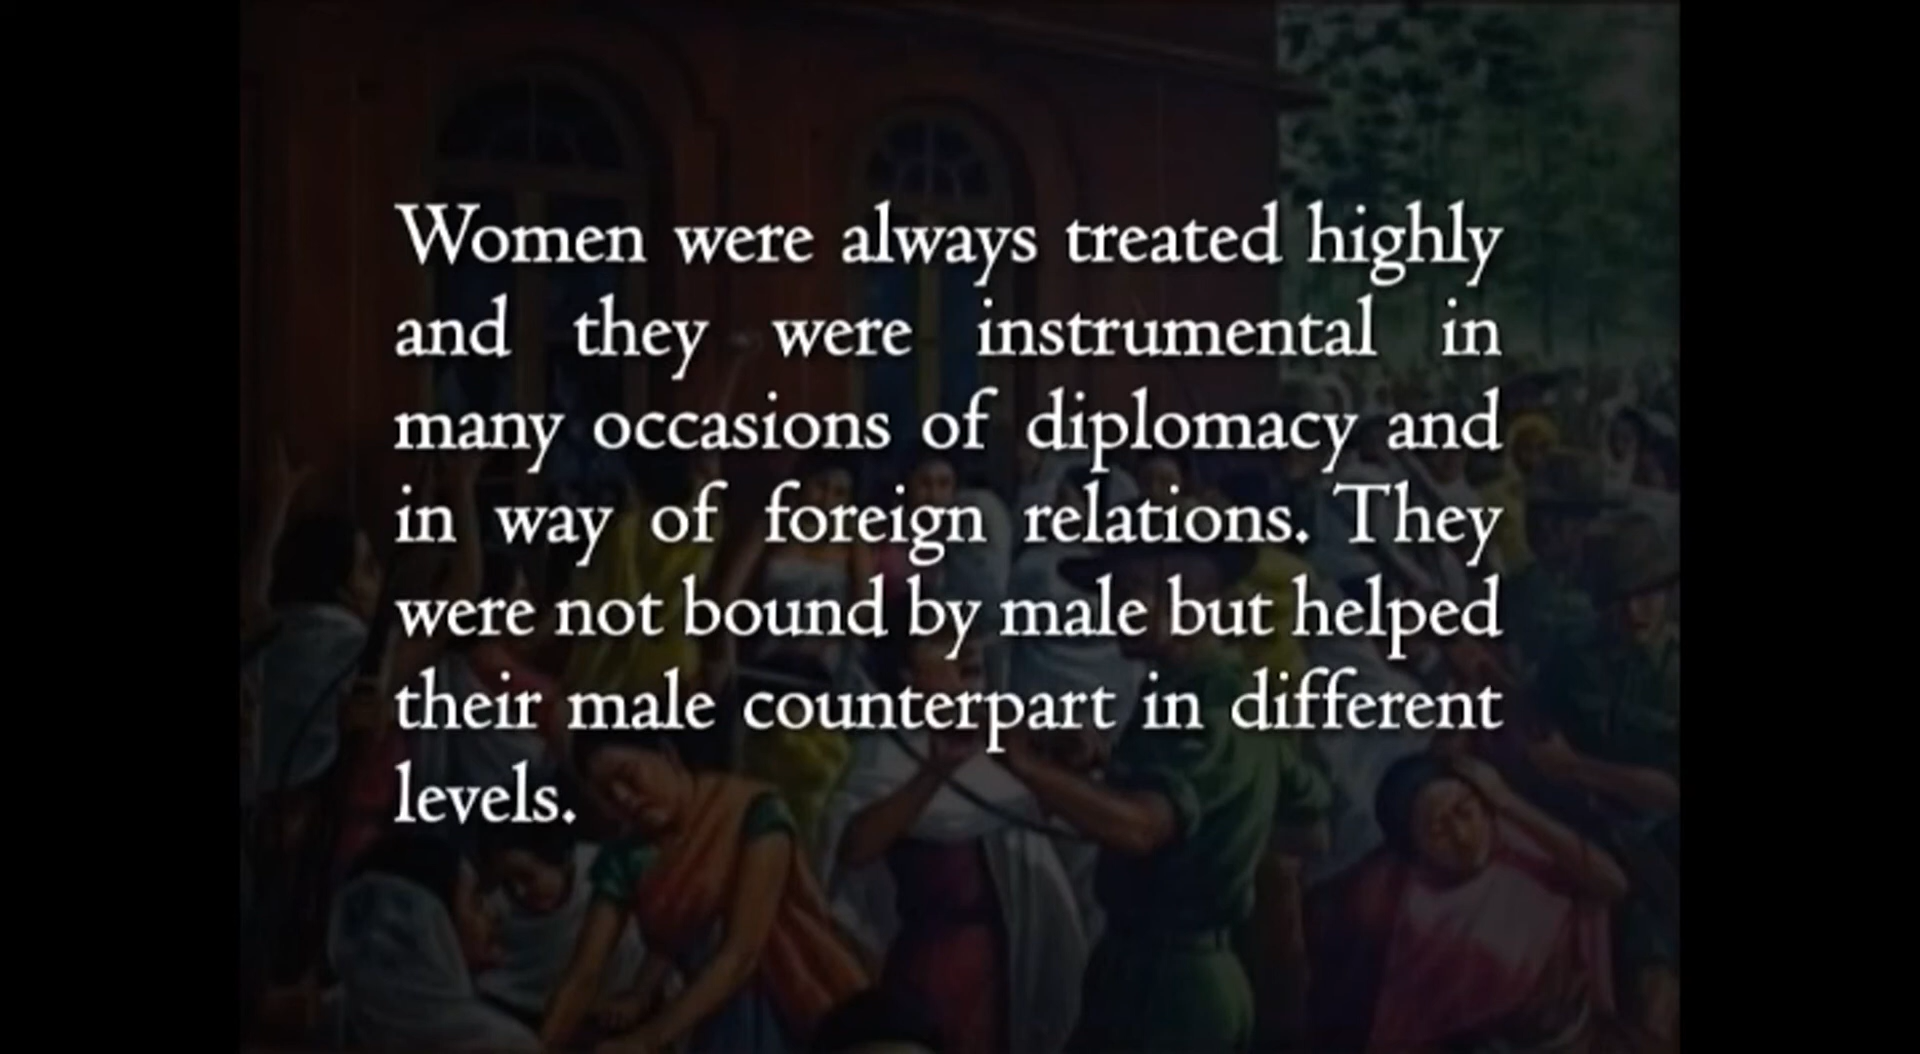 Women were always treated highly
and they were instrumental in
many occasions of diplomacy and
in way of foreign relations. They
were not bound by male but helped
their male counterpart in different
levels.